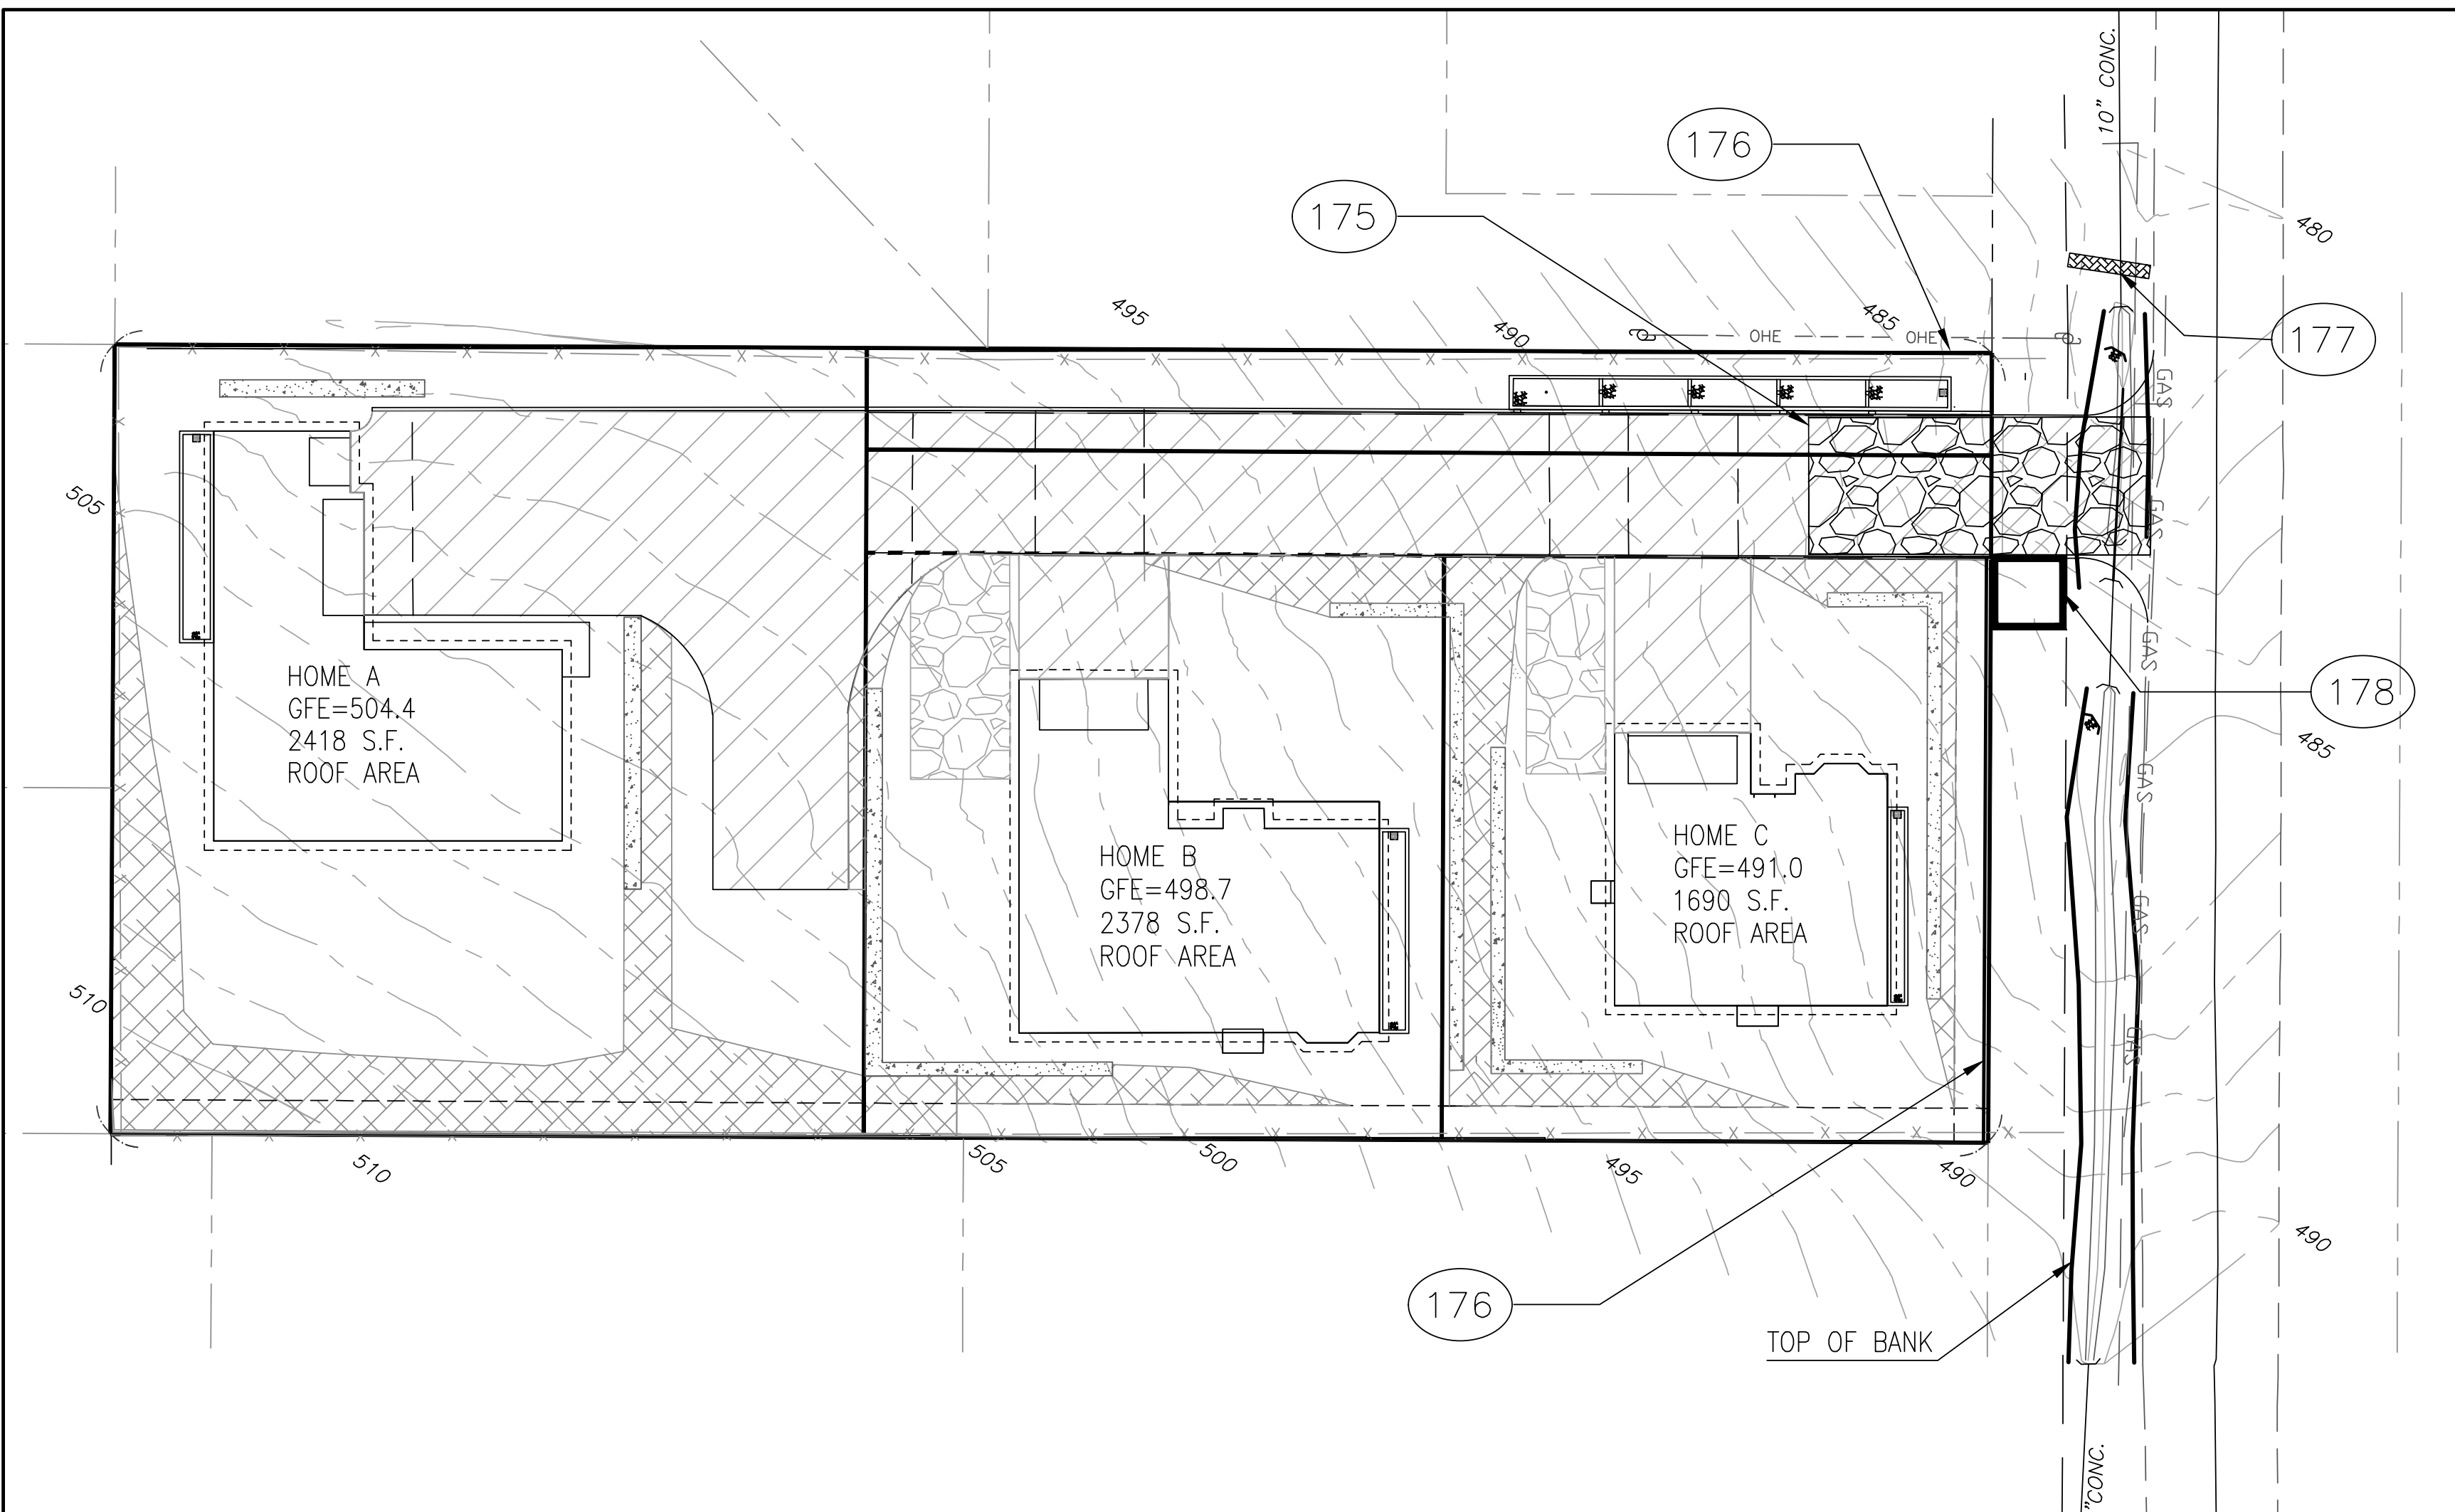 10" CONC.
176
175
480
177
495
490
485
OHE
OHE
GAS
505
GAS
HOME A
GFE=504.4
2418 S.F.
ROOF AREA
GAS
178
485
GAS
HOME B
GFE=498.7
2378 S.F.
ROOF AREA
HOME C
GFE=491.0
1690 S.F.
ROOF AREA
GAS
510
GAS
510
505
500
495
490
490
176
TOP OF BANK
"CONC.